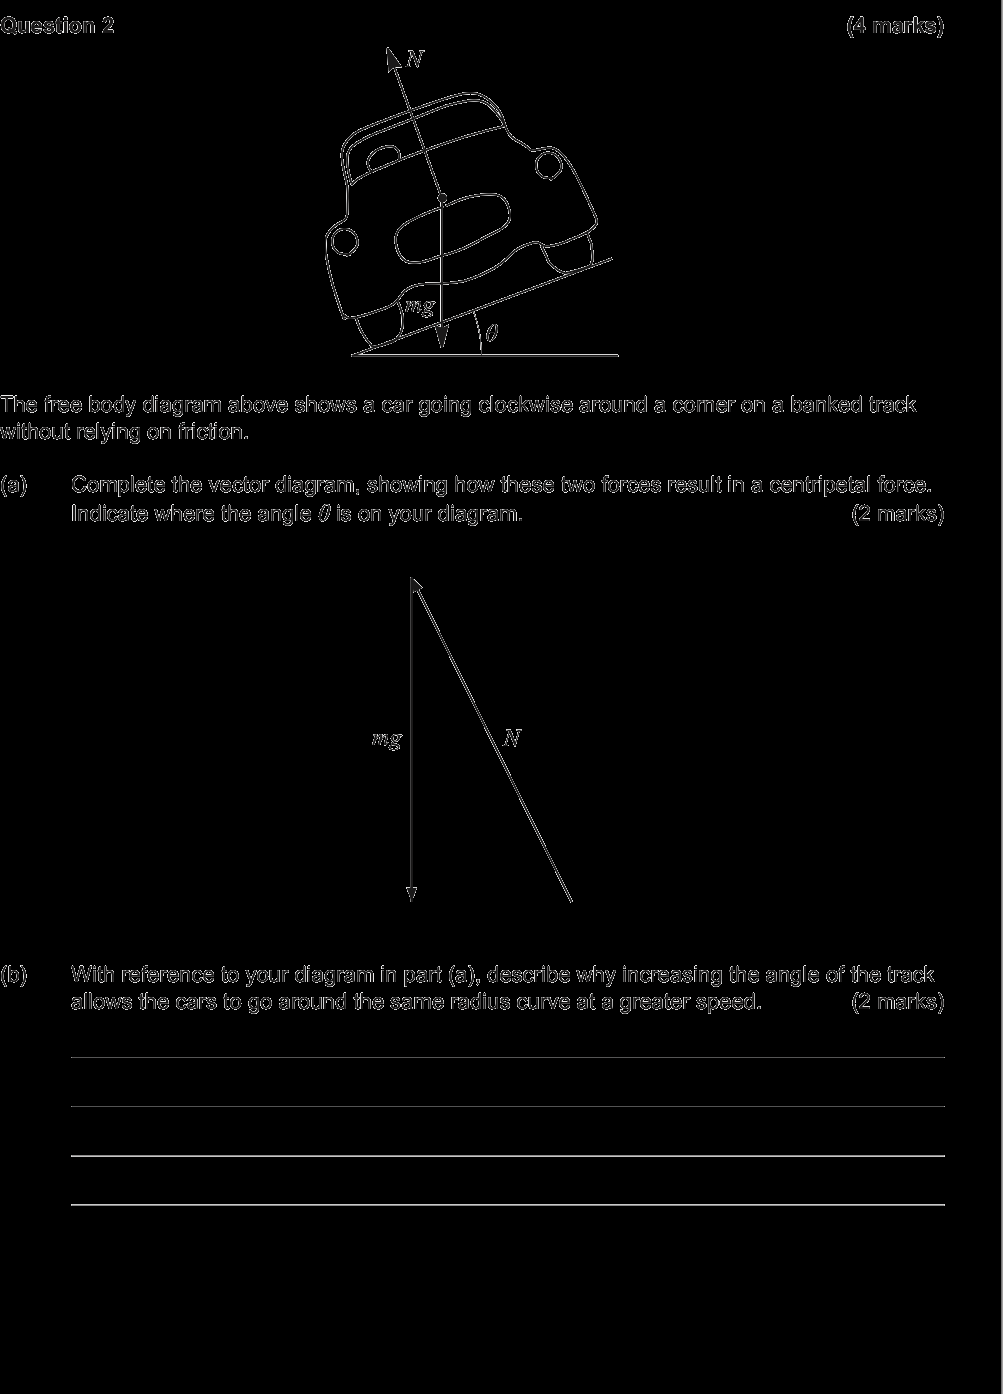 Question 2 (4 marks)
N
mg
θ
The free body diagram above shows a car going clockwise around a corner on a banked track
without relying on friction.
(a) Complete the vector diagram, showing how these two forces result in a centripetal force.
Indicate where the angle θ is on your diagram. (2 marks)
mg N
(b) With reference to your diagram in part (a), describe why increasing the angle of the track
allows the cars to go around the same radius curve at a greater speed. (2 marks)